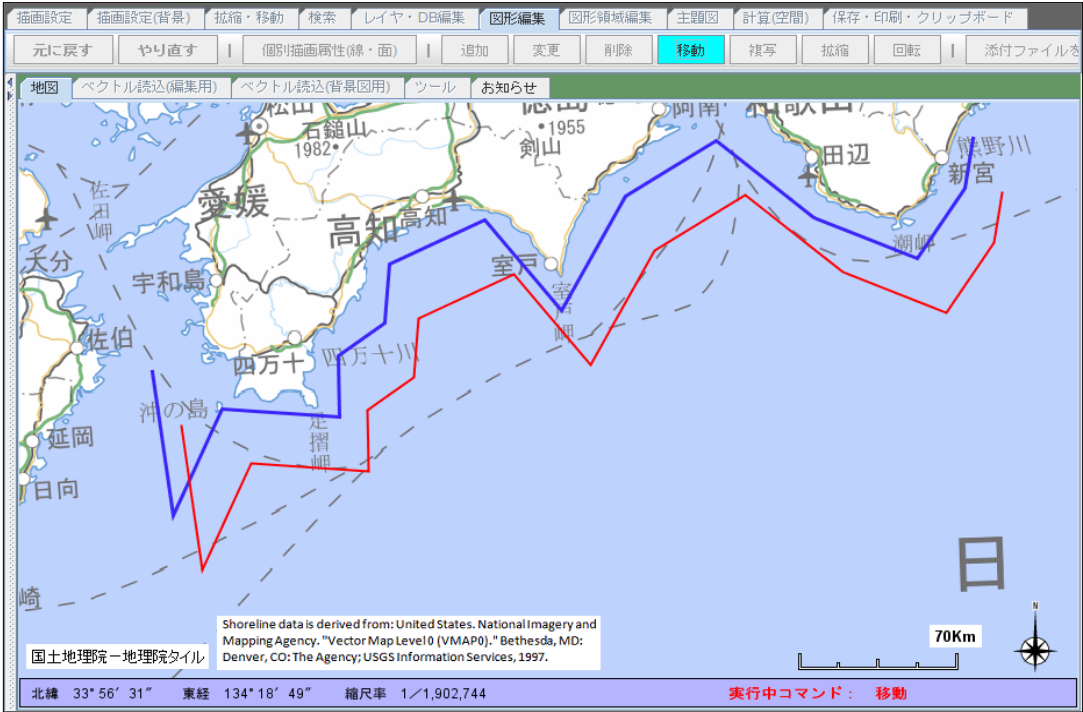 描画設定 描画設定(背景) 拡縮・移動 検索 レイヤ・DB編集 図形編集 図形領域編集 主題図 計算(空間) 保存・印刷・クリップボード
元に戻す やり直す | 個別描画属性(線・面) | 追加 変更 削除 移動 複写 拡縮 回転 | 添付ファイルを
地図 ベクトル読込(編集用) ベクトル読込(背景図用) ツール お知らせ
松山
石鎚山
1982
1955
剣山
阿南
田辺
熊野川
新宮
佐田岬
愛媛
高知
高知
潮岬
大分
宇和島
室戸
室戸岬
佐伯
四万十
四万十川
沖の島
足摺岬
延岡
日向
日
崎
N
Shoreline data is derived from: United States. National Imagery and
Mapping Agency. "Vector Map Level 0 (VMAP0)." Bethesda, MD:
Denver, CO: The Agency; USGS Information Services, 1997.
国土地理院－地理院タイル
70Km
北緯 33°56′31″ 東経 134°18′49″ 縮尺率 1／1,902,744 実行中コマンド： 移動